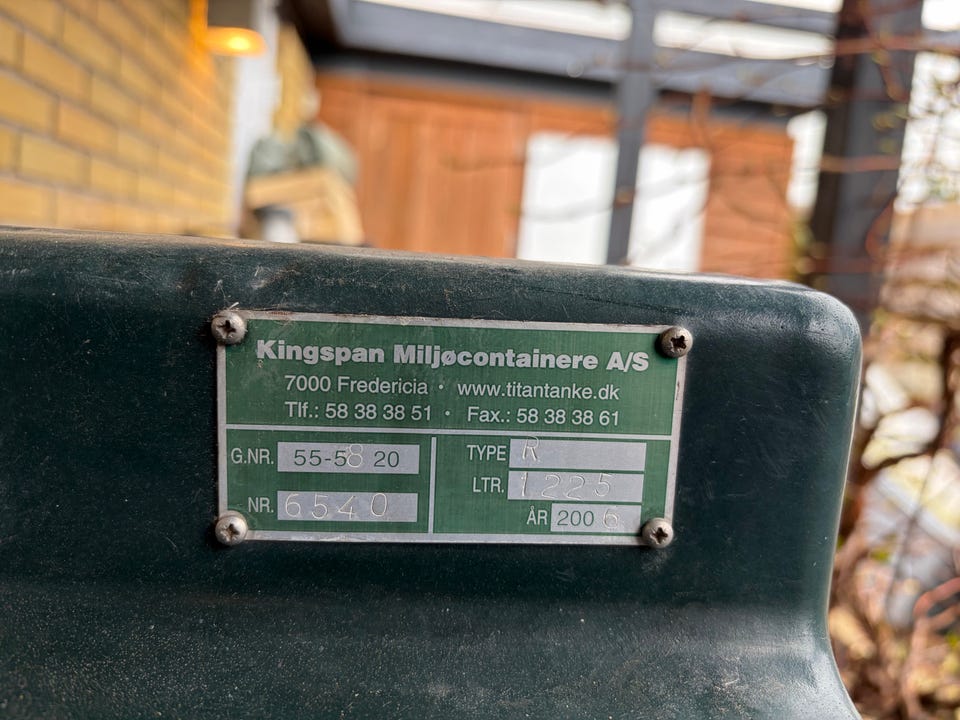 Kingspan Miljøcontainere A/S
7000 Fredericia • www.titantanke.dk
Tlf.: 58 38 38 51 • Fax.: 58 38 38 61
G.NR. 55-58 20
NR. 6540
TYPE R
LTR. 1225
ÅR 2006